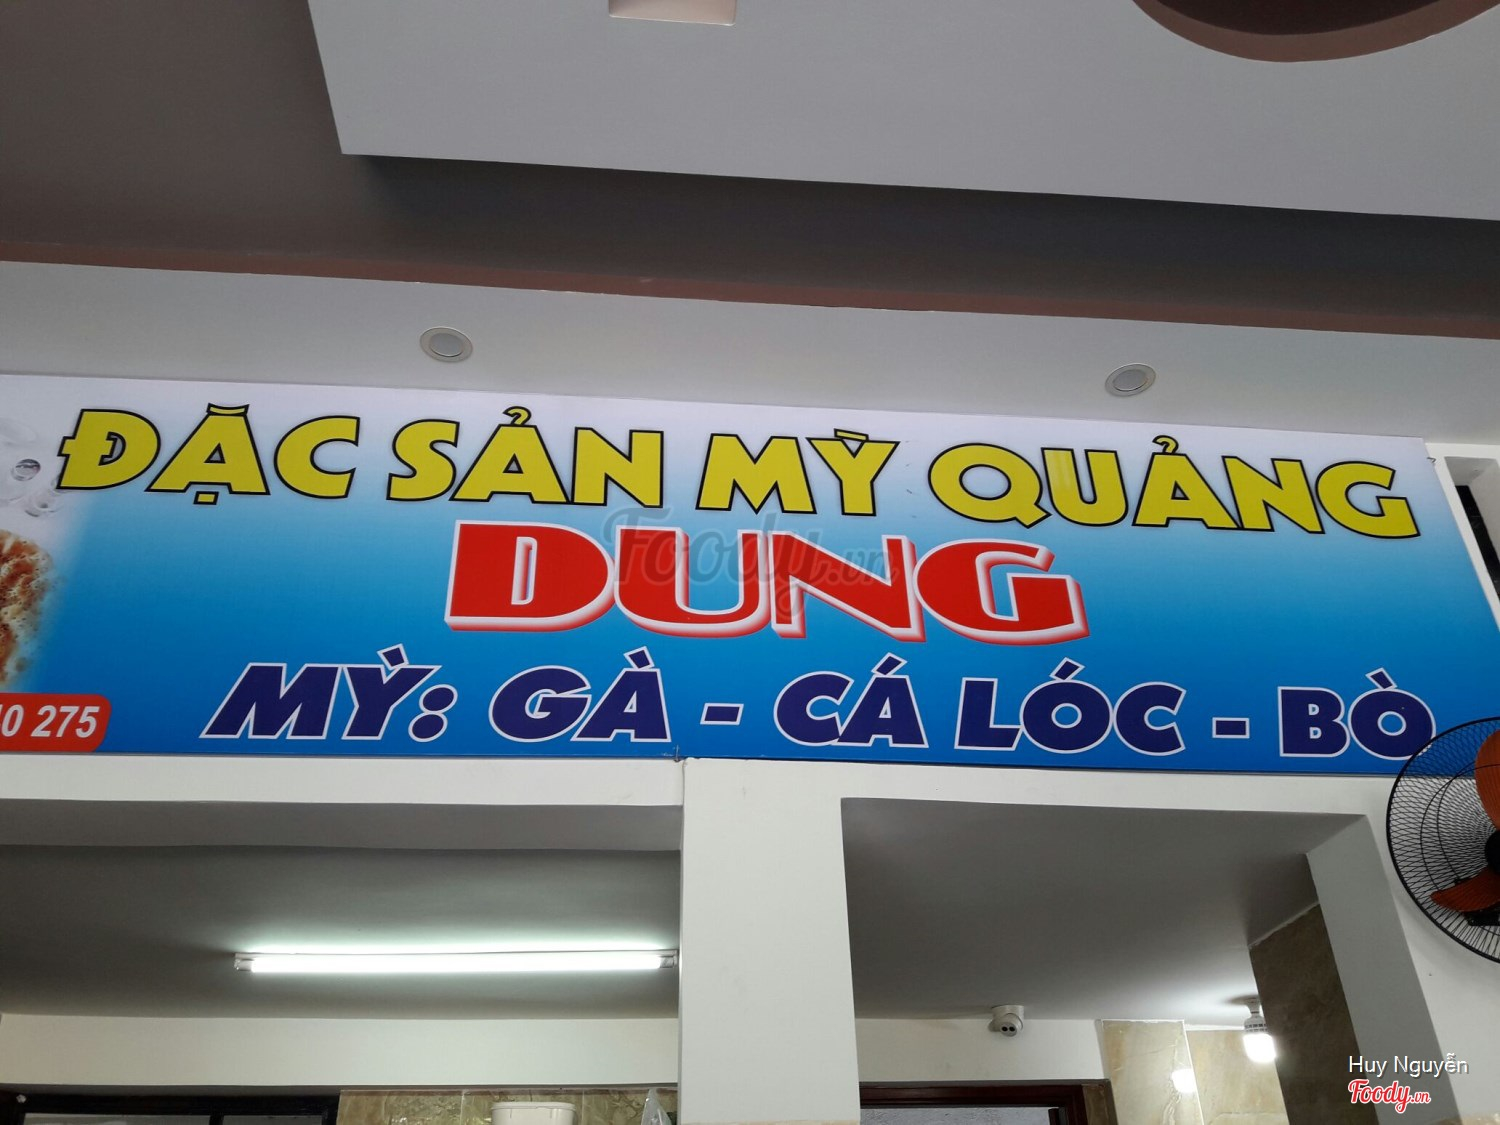 ĐẶC SẢN MỲ QUẢNG
DUNG
MỲ: GÀ - CÁ LÓC - BÒ
0 275
Foody.vn
Huy Nguyễn
Foody.vn